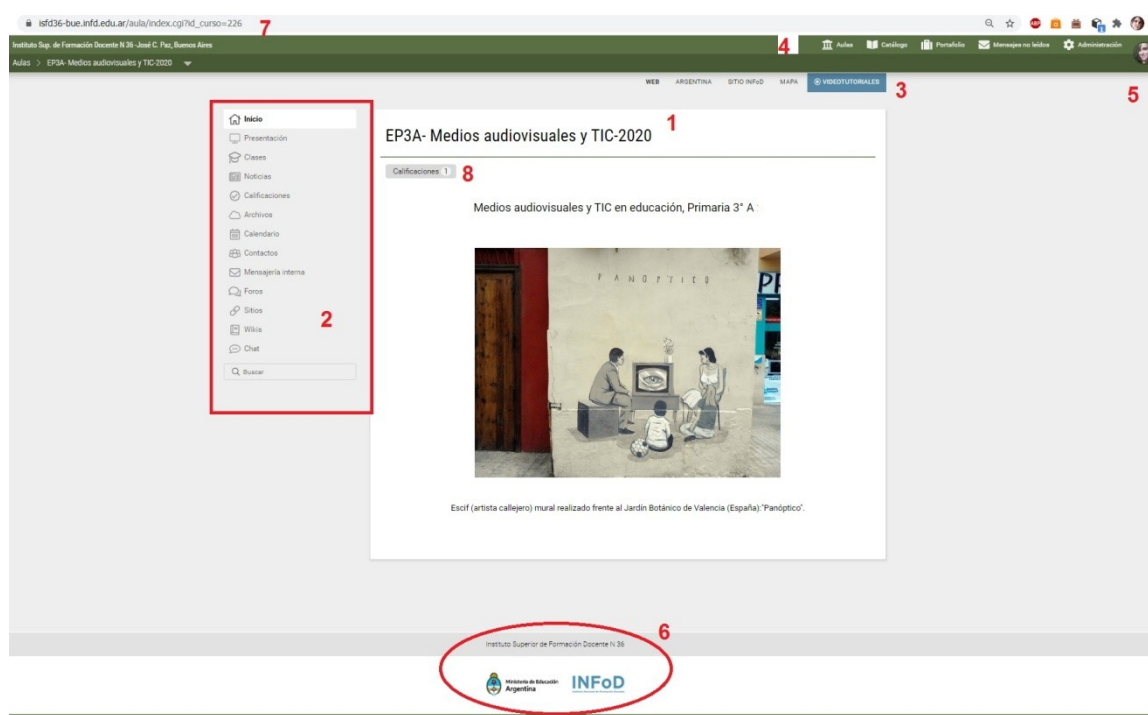 isfd36-bue.infd.edu.ar/aula/index.cgi?id_curso=226
7
Instituto Sup. de Formación Docente N 36 -José C. Paz, Buenos Aires
4
Aulas
Catálogo
Portafolio
Mensajes no leídos
Administración
Aulas > EP3A- Medios audiovisuales y TIC-2020
WEB
ARGENTINA
SITIO INFoD
MAPA
VIDEOTUTORIALES
3
5
Inicio
Presentación
Clases
Noticias
Calificaciones
Archivos
Calendario
Contactos
Mensajería interna
Foros
Sitios
Wikis
Chat
Buscar
2
EP3A- Medios audiovisuales y TIC-2020
1
Calificaciones 1
8
Medios audiovisuales y TIC en educación, Primaria 3° A
PANOPTICO
Escif (artista callejero) mural realizado frente al Jardín Botánico de Valencia (España):"Panóptico".
6
Instituto Superior de Formación Docente N 36
Ministerio de Educación
Argentina
INFoD